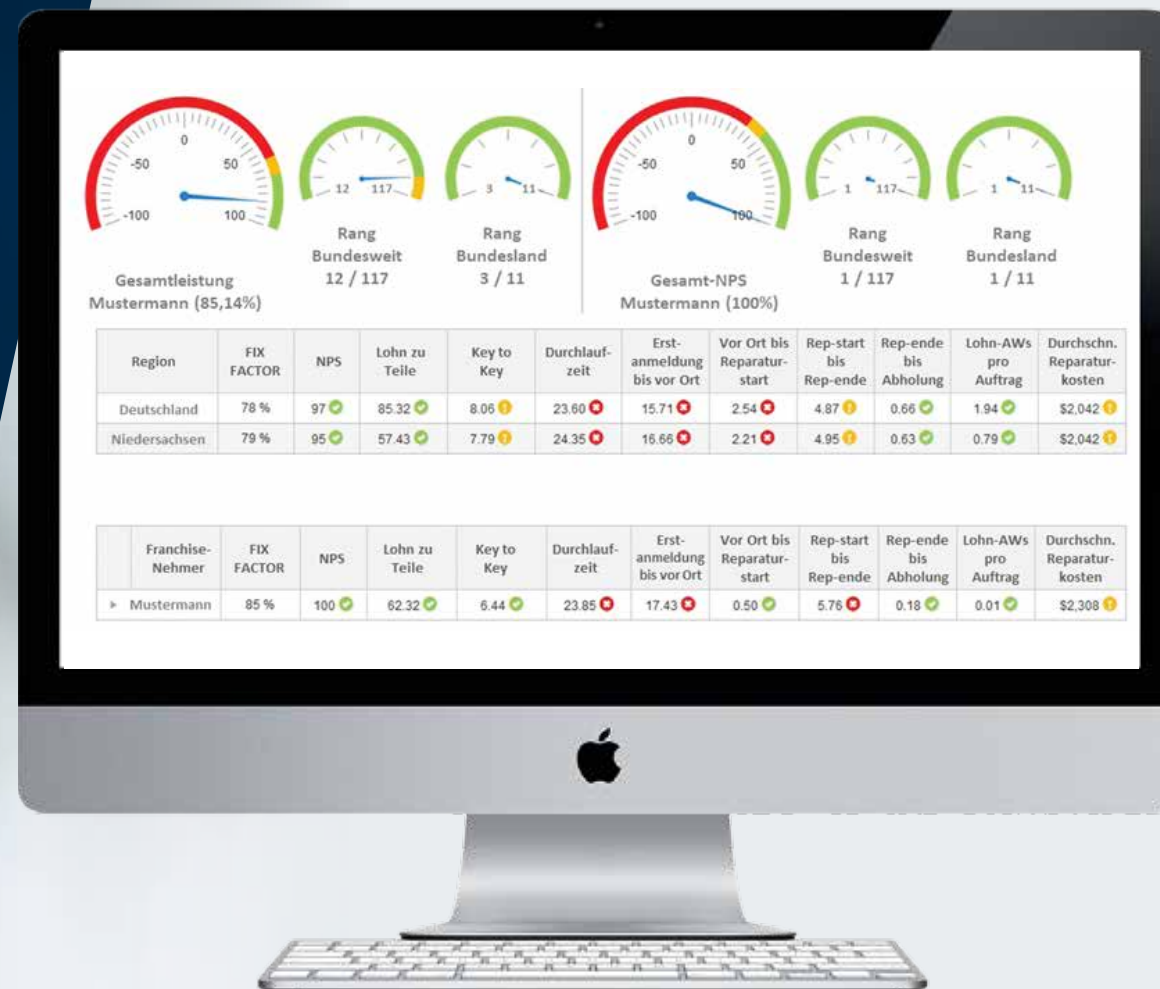 0
-50
50
-100
100
12
117
3
11
0
-50
50
-100
100
1
117
1
11
Gesamtleistung
Mustermann (85,14%)
Rang
Bundesweit
12 / 117
Rang
Bundesland
3 / 11
Gesamt-NPS
Mustermann (100%)
Rang
Bundesweit
1 / 117
Rang
Bundesland
1 / 11
Region
FIX
FACTOR
NPS
Lohn zu
Teile
Key to
Key
Durchlauf-
zeit
Erst-
anmeldung
bis vor Ort
Vor Ort bis
Reparatur-
start
Rep-start
bis
Rep-ende
Rep-ende
bis
Abholung
Lohn-AWs
pro
Auftrag
Durchschn.
Reparatur-
kosten
Deutschland 78 % 97 85.32 8.06 23.60 15.71 2.54 4.87 0.66 1.94 $2,042
Niedersachsen 79 % 95 57.43 7.79 24.35 16.66 2.21 4.95 0.63 0.79 $2,042
Franchise-
Nehmer
FIX
FACTOR
NPS
Lohn zu
Teile
Key to
Key
Durchlauf-
zeit
Erst-
anmeldung
bis vor Ort
Vor Ort bis
Reparatur-
start
Rep-start
bis
Rep-ende
Rep-ende
bis
Abholung
Lohn-AWs
pro
Auftrag
Durchschn.
Reparatur-
kosten
Mustermann 85 % 100 62.32 6.44 23.85 17.43 0.50 5.76 0.18 0.01 $2,308